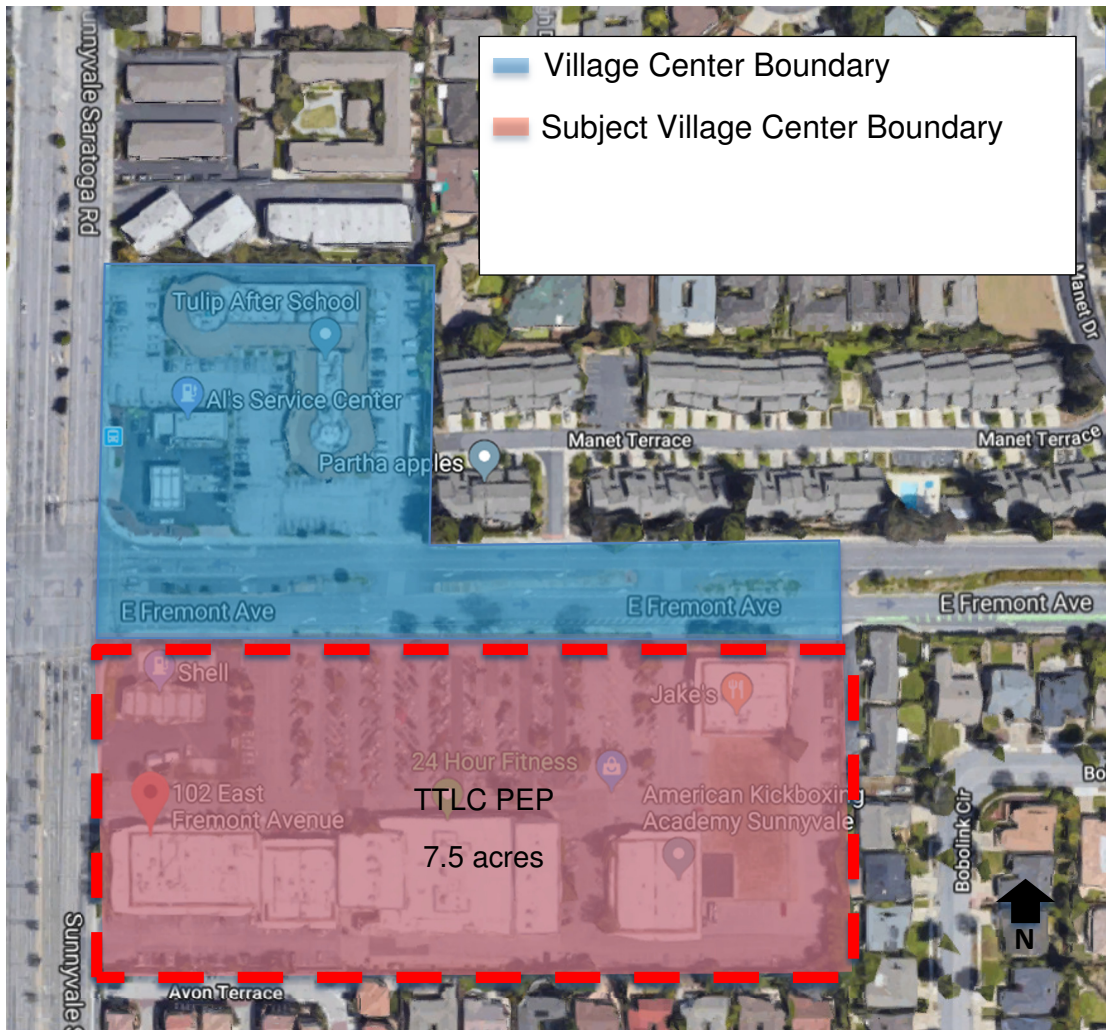 unnyvale Saratoga Rd
Village Center Boundary
Subject Village Center Boundary
Manet Dr
Tulip After School
Al's Service Center
Manet Terrace
Manet Terrace
Partha apples
E Fremont Ave
E Fremont Ave
E Fremont Ave
Shell
Jake's
24 Hour Fitness
102 East
Fremont Avenue
TTLC PEP
7.5 acres
American Kickboxing
Academy Sunnyvale
Bo
Bobolink Cir
N
Sunnyvale S
Avon Terrace